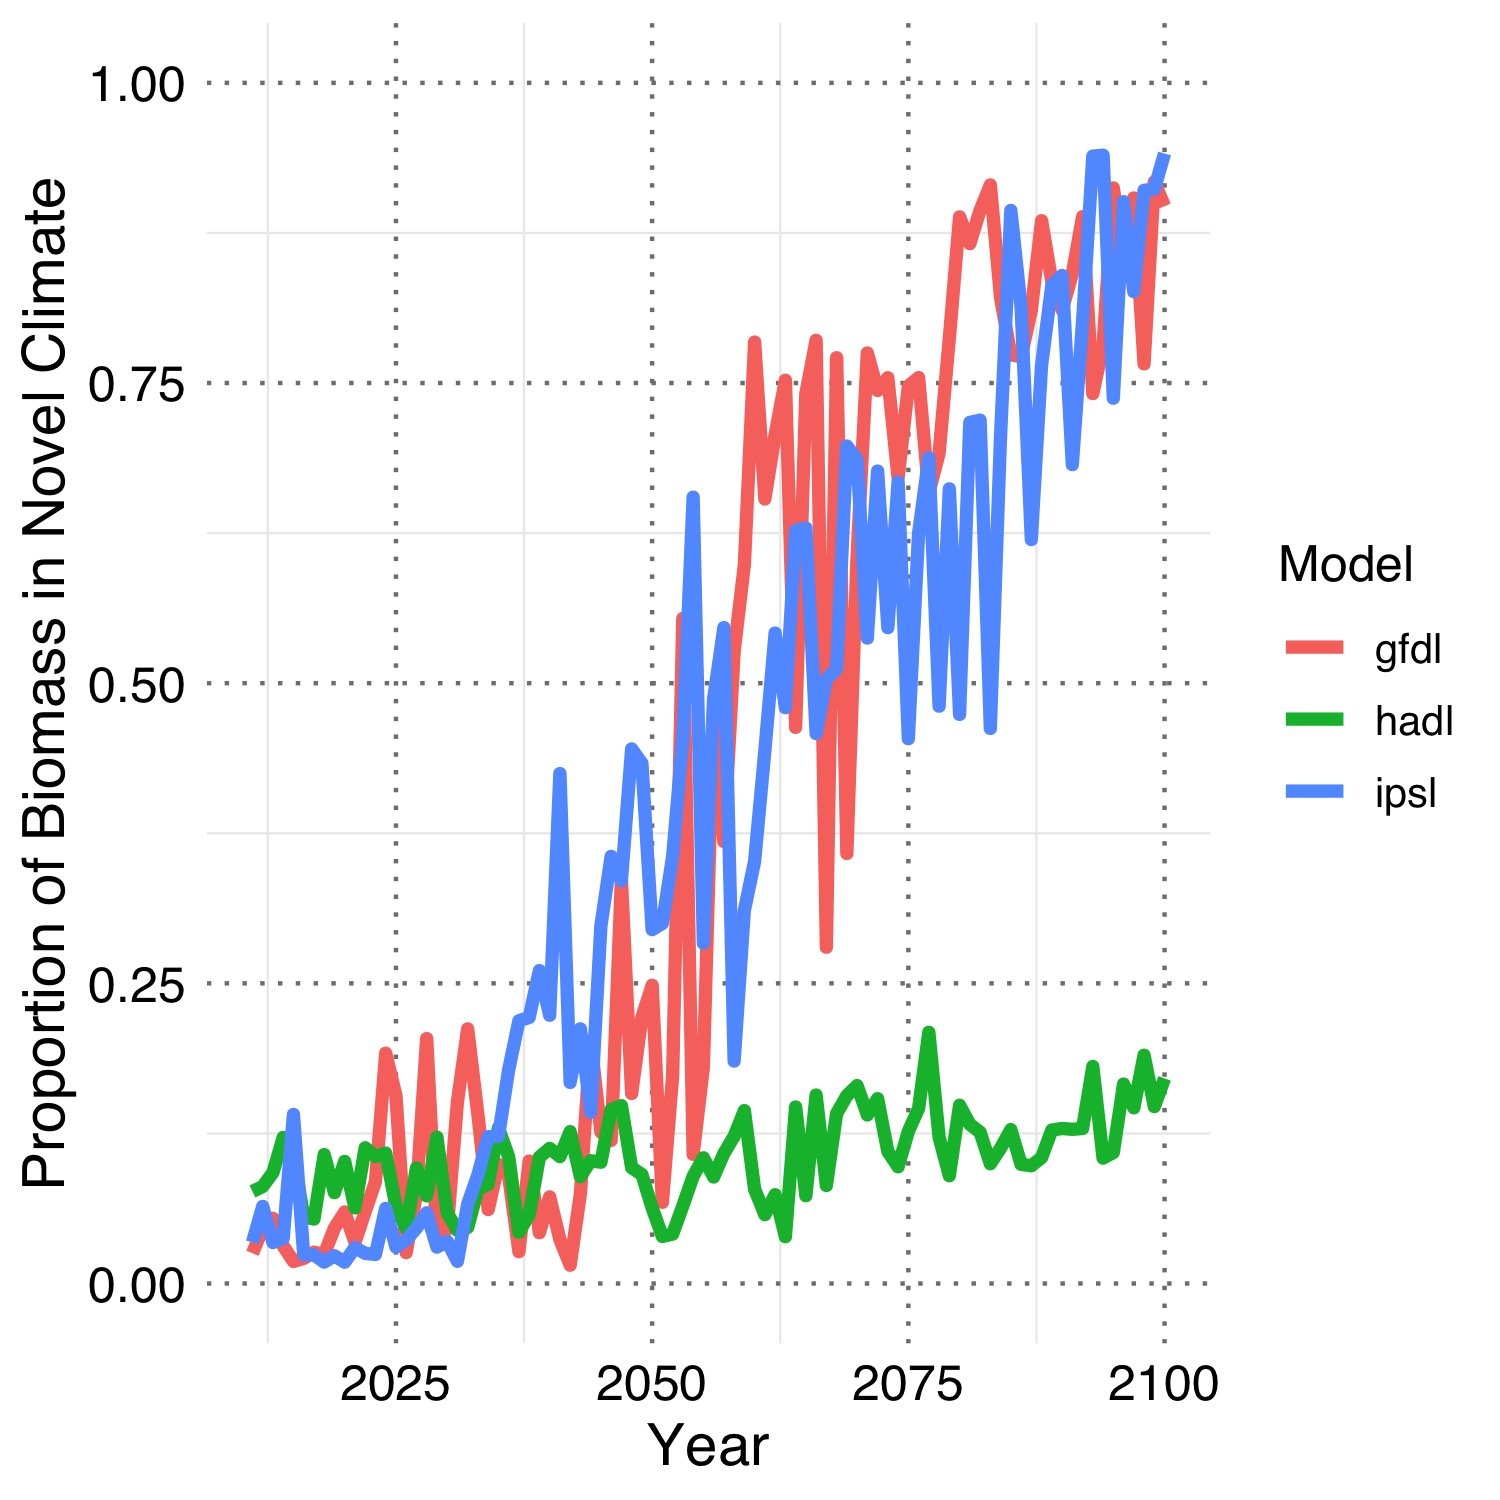 Proportion of Biomass in Novel Climate
1.00
0.75
0.50
0.25
0.00
2025 2050 2075 2100
Year
Model
gfdl
hadl
ipsl